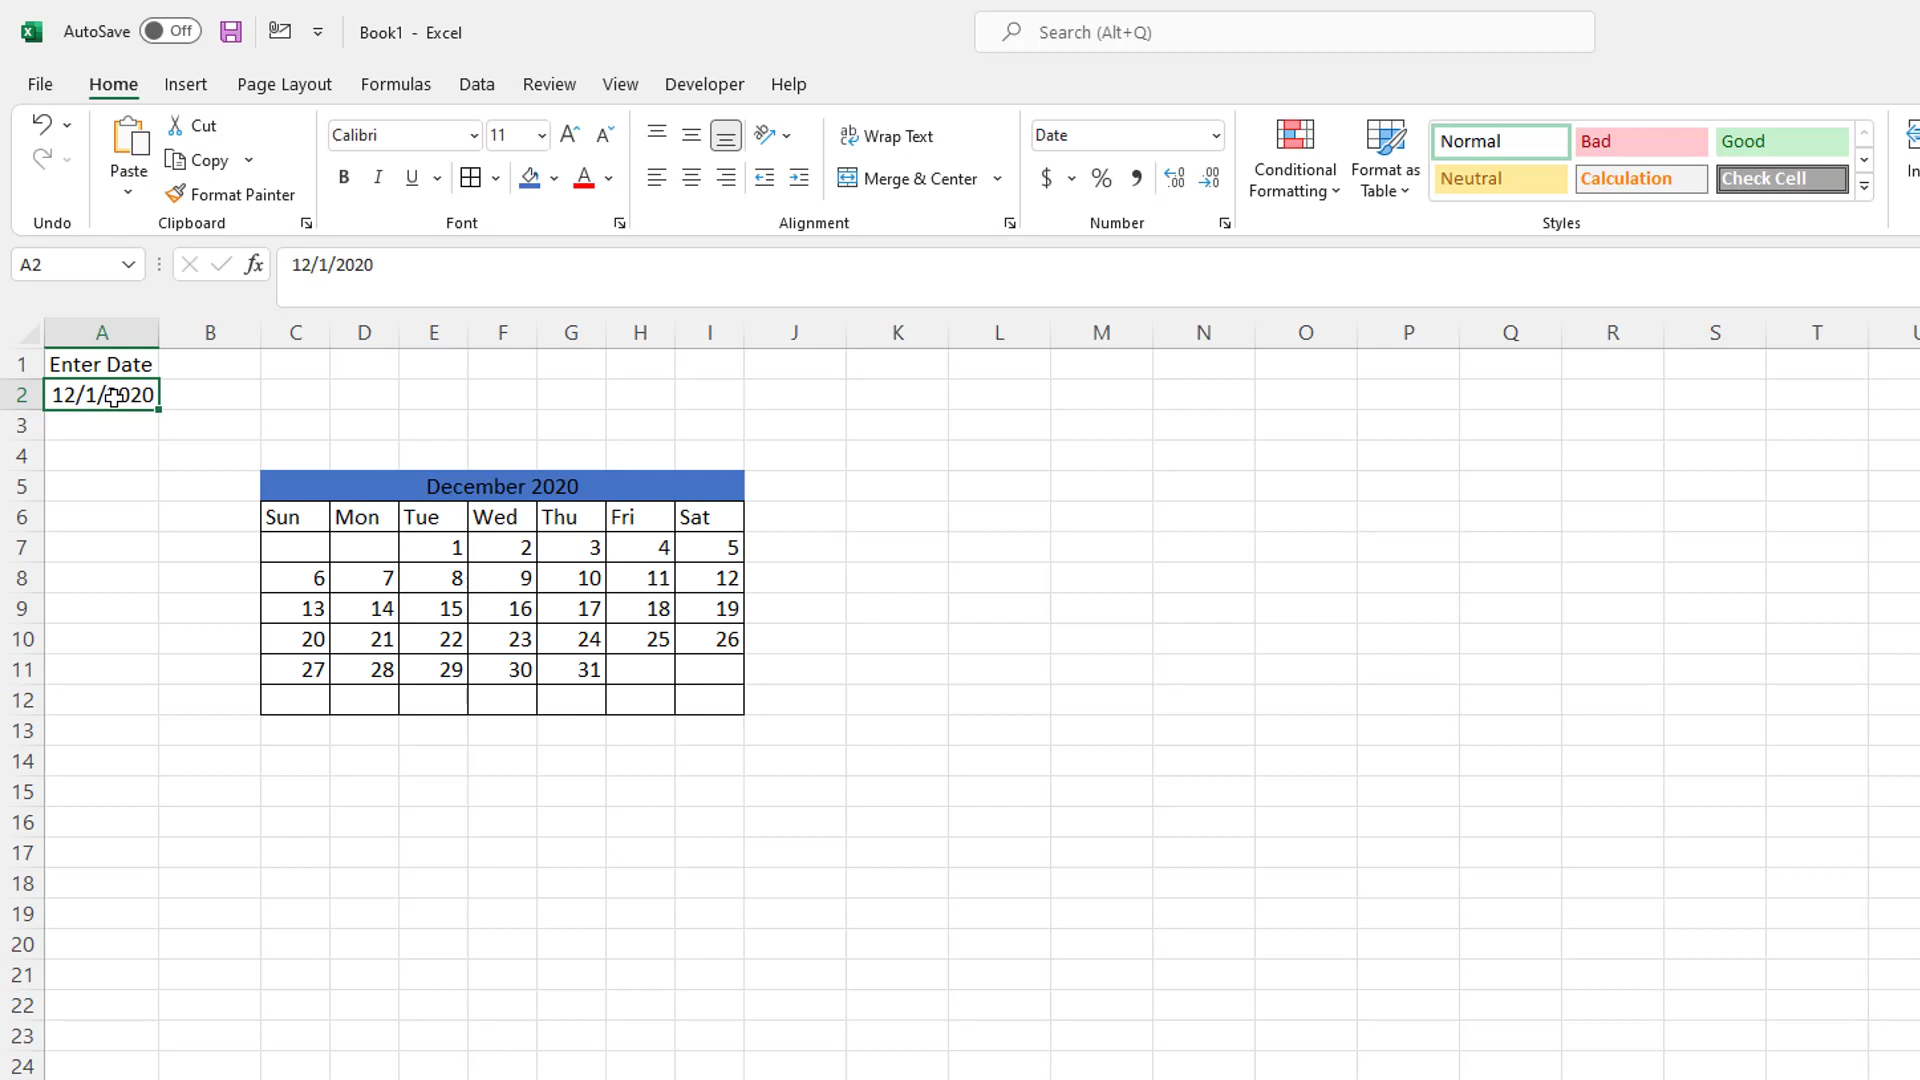 AutoSave Off Book1 - Excel Search (Alt+Q)
File Home Insert Page Layout Formulas Data Review View Developer Help
Paste
Cut
Copy
Format Painter
Calibri 11
B I U A
Wrap Text
Merge & Center
Date
$ % ,
Conditional Formatting
Format as Table
Normal Bad Good
Neutral Calculation Check Cell
Undo Clipboard Font Alignment Number Styles
A2 fx 12/1/2020
A B C D E F G H I J K L M N O P Q R S T
1 Enter Date
2 12/1/2020
3
4
5 December 2020
6 Sun Mon Tue Wed Thu Fri Sat
7 1 2 3 4 5
8 6 7 8 9 10 11 12
9 13 14 15 16 17 18 19
10 20 21 22 23 24 25 26
11 27 28 29 30 31
12
13
14
15
16
17
18
19
20
21
22
23
24